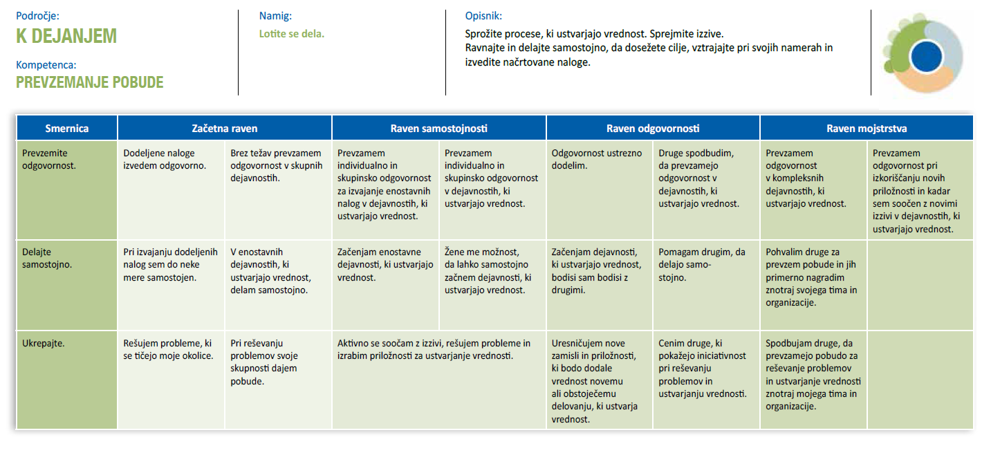 Področje:
K DEJANJEM
Kompetenca:
PREVZEMANJE POBUDE
Namig:
Lotite se dela.
Opisnik:
Sprožite procese, ki ustvarjajo vrednost. Sprejmite izzive.
Ravnajte in delajte samostojno, da dosežete cilje, vztrajajte pri svojih namerah in
izvedite načrtovane naloge.
Smernica
Začetna raven
Raven samostojnosti
Raven odgovornosti
Raven mojstrstva
Prevzemite
odgovornost.
Dodeljene naloge
izvedem odgovorno.
Brez težav prevzamem
odgovornost v skupnih
dejavnostih.
Prevzamem
individualno in
skupinsko odgovornost
za izvajanje enostavnih
nalog v dejavnostih, ki
ustvarjajo vrednost.
Prevzamem
individualno in
skupinsko odgovornost
v dejavnostih, ki
ustvarjajo vrednost.
Odgovornost ustrezno
dodelim.
Druge spodbudim,
da prevzamejo
odgovornost v
dejavnostih, ki
ustvarjajo vrednost.
Prevzamem
odgovornost
v kompleksnih
dejavnostih, ki
ustvarjajo vrednost.
Prevzamem
odgovornost pri
izkoriščanju novih
priložnosti in kadar
sem soočen z novimi
izzivi v dejavnostih, ki
ustvarjajo vrednost.
Delajte
samostojno.
Pri izvajanju dodeljenih
nalog sem do neke
mere samostojen.
V enostavnih
dejavnostih, ki
ustvarjajo vrednost,
delam samostojno.
Začenjam enostavne
dejavnosti, ki ustvarjajo
vrednost.
Žene me možnost,
da lahko samostojno
začnem dejavnosti, ki
ustvarjajo vrednost.
Začenjam dejavnosti,
ki ustvarjajo vrednost,
bodisi sam bodisi z
drugimi.
Pomagam drugim, da
delajo samo-
stojno.
Pohvalim druge za
prevzem pobude in jih
primerno nagradim
znotraj svojega tima in
organizacije.
Ukrepajte.
Rešujem probleme, ki
se tičejo moje okolice.
Pri reševanju
problemov svoje
skupnosti dajem
pobude.
Aktivno se soočam z izzivi, rešujem probleme in
izrabim priložnosti za ustvarjanje vrednosti.
Uresničujem nove
zamisli in priložnosti,
ki bodo dodale
vrednost novemu
ali obstoječemu
delovanju, ki ustvarja
vrednost.
Cenim druge, ki
pokažejo iniciativnost
pri reševanju
problemov in
ustvarjanju vrednosti.
Spodbujam druge, da
prevzamejo pobudo za
reševanje problemov
in ustvarjanje vrednosti
znotraj mojega tima in
organizacije.